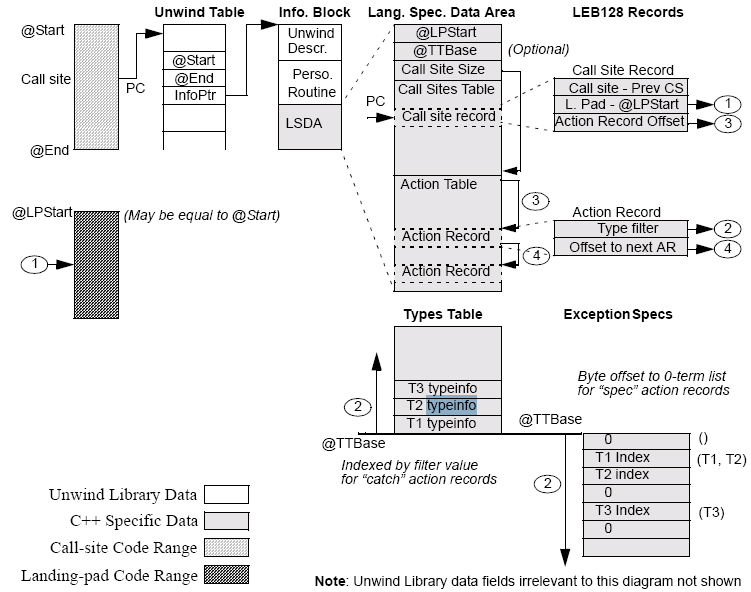 Unwind Table
Info. Block
Lang. Spec. Data Area
LEB128 Records
@Start
Call site
@End
PC
@Start
@End
InfoPtr
Unwind
Descr.
Perso.
Routine
LSDA
PC
@LPStart
@TTBase
(Optional)
Call Site Size
Call Sites Table
Call site record
Action Table
Action Record
Action Record
3
4
Call Site Record
Call site - Prev CS
L. Pad - @LPStart
1
Action Record Offset
3
Action Record
Type filter
2
Offset to next AR
4
@LPStart
(May be equal to @Start)
1
Types Table
Exception Specs
T3 typeinfo
T2 typeinfo
T1 typeinfo
2
@TTBase
@TTBase
Indexed by filter value
for “catch” action records
Byte offset to 0-term list
for “spec” action records
2
0
()
T1 Index
(T1, T2)
T2 index
0
T3 Index
(T3)
0
Unwind Library Data
C++ Specific Data
Call-site Code Range
Landing-pad Code Range
Note: Unwind Library data fields irrelevant to this diagram not shown